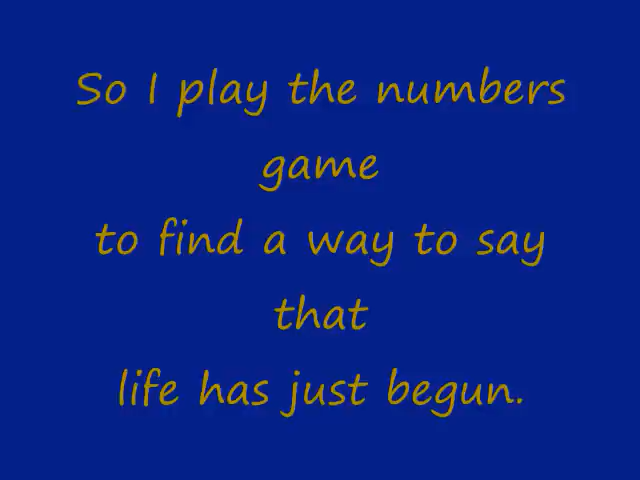 So I play the numbers
game
to find a way to say
that
life has just begun.